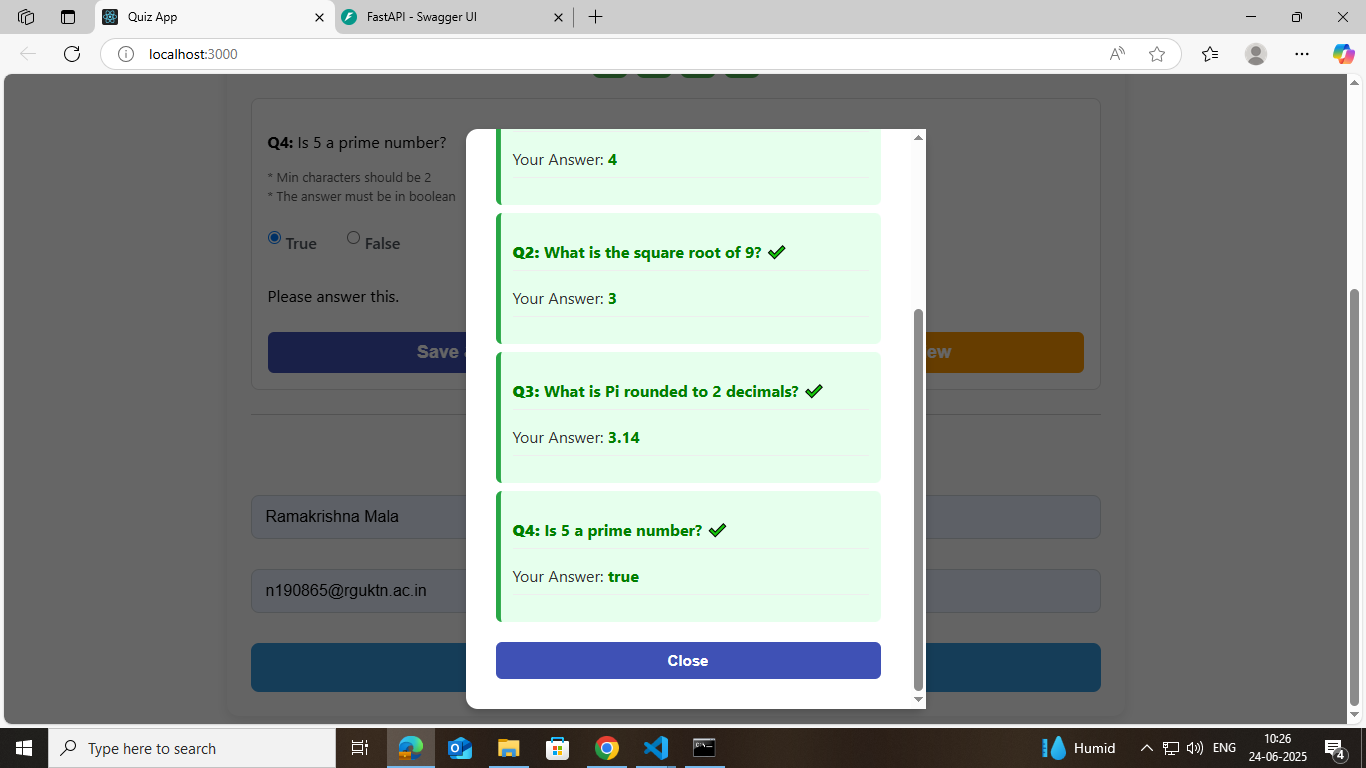 Quiz App
FastAPI - Swagger UI
localhost:3000
Q4: Is 5 a prime number?
* Min characters should be 2
* The answer must be in boolean
True False
Please answer this.
Save
Ramakrishna Mala
n190865@rguktn.ac.in
Your Answer: 4
Q2: What is the square root of 9?
Your Answer: 3
Q3: What is Pi rounded to 2 decimals?
Your Answer: 3.14
Q4: Is 5 a prime number?
Your Answer: true
Close
Type here to search
Humid
ENG
10:26
24-06-2025
4